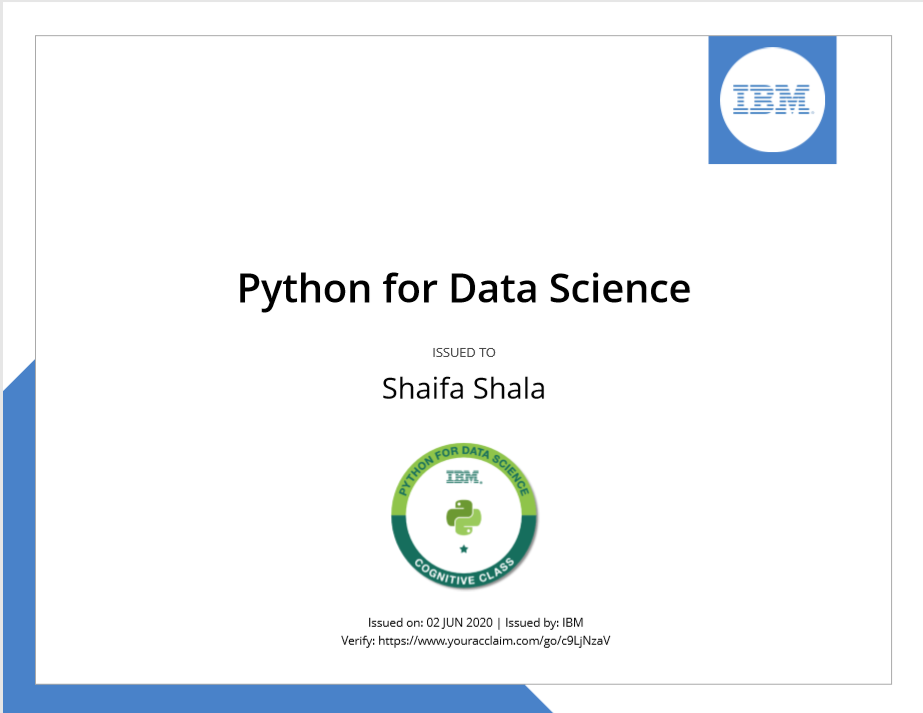 IBM.
Python for Data Science
ISSUED TO
Shaifa Shala
PYTHON FOR DATA SCIENCE
IBM.
COGNITIVE CLASS
Issued on: 02 JUN 2020 | Issued by: IBM
Verify: https://www.youracclaim.com/go/c9LjNzaV